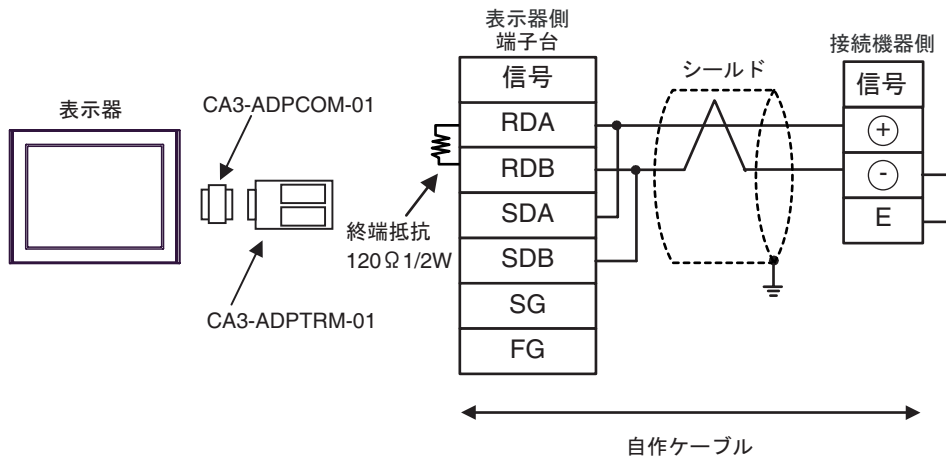 表示器
CA3-ADPCOM-01
CA3-ADPTRM-01
終端抵抗
120Ω1/2W
表示器側
端子台
信号
RDA
RDB
SDA
SDB
SG
FG
シールド
接続機器側
信号
+
-
E
自作ケーブル